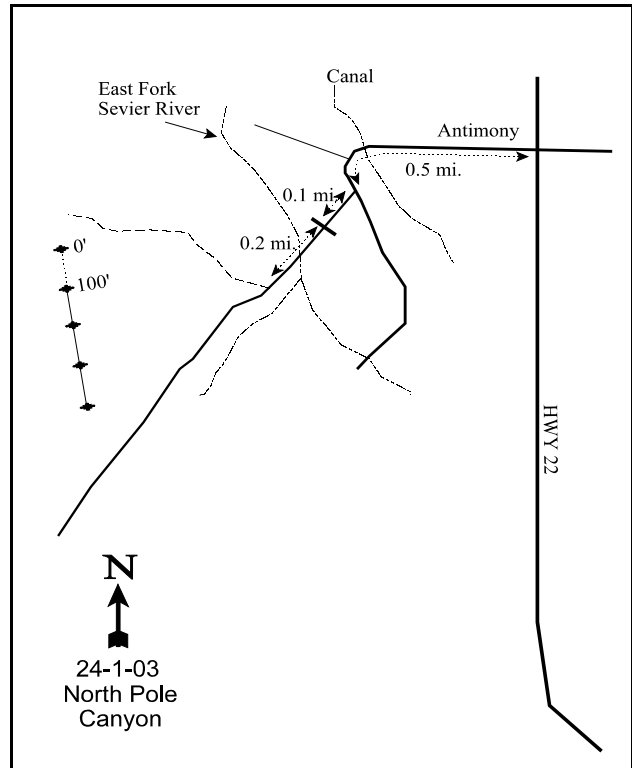 Canal
East Fork
Sevier River
Antimony
0.5 mi.
0.1 mi.
0.2 mi.
0'
100'
HWY 22
N
24-1-03
North Pole
Canyon